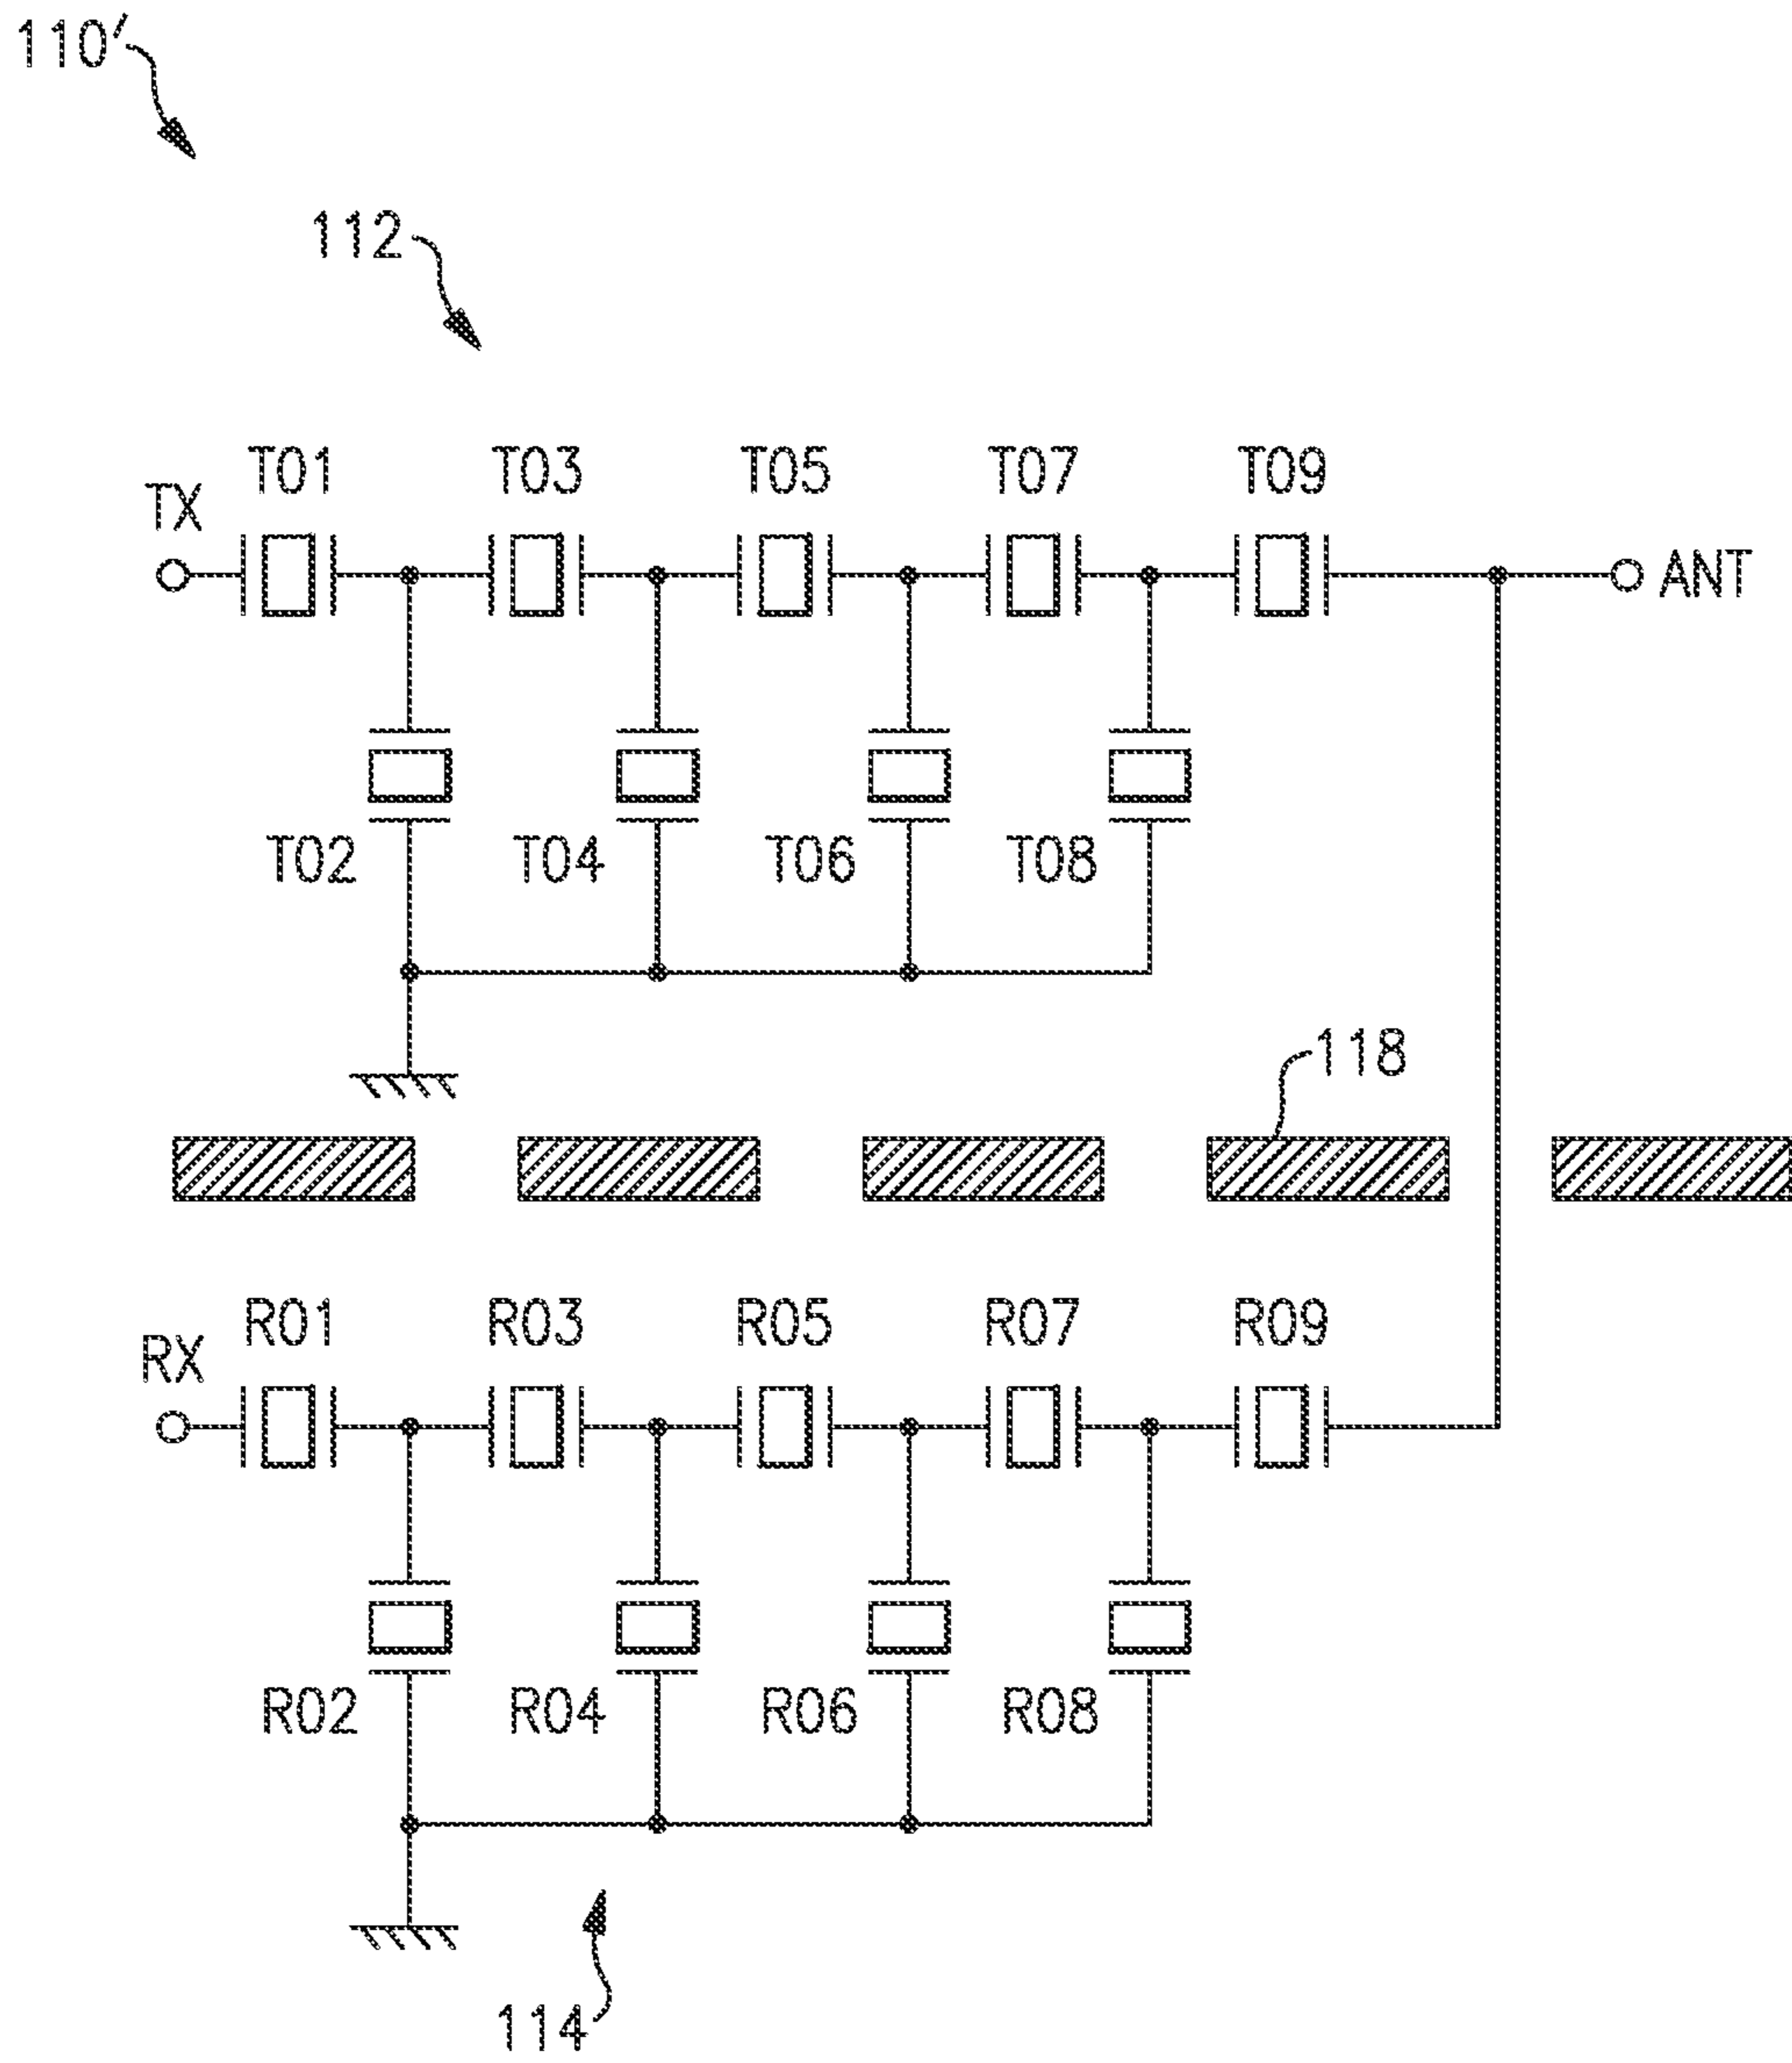 110'
112
T01 T03 T05 T07 T09
TX
ANT
T02 T04 T06 T08
118
R01 R03 R05 R07 R09
RX
R02 R04 R06 R08
114